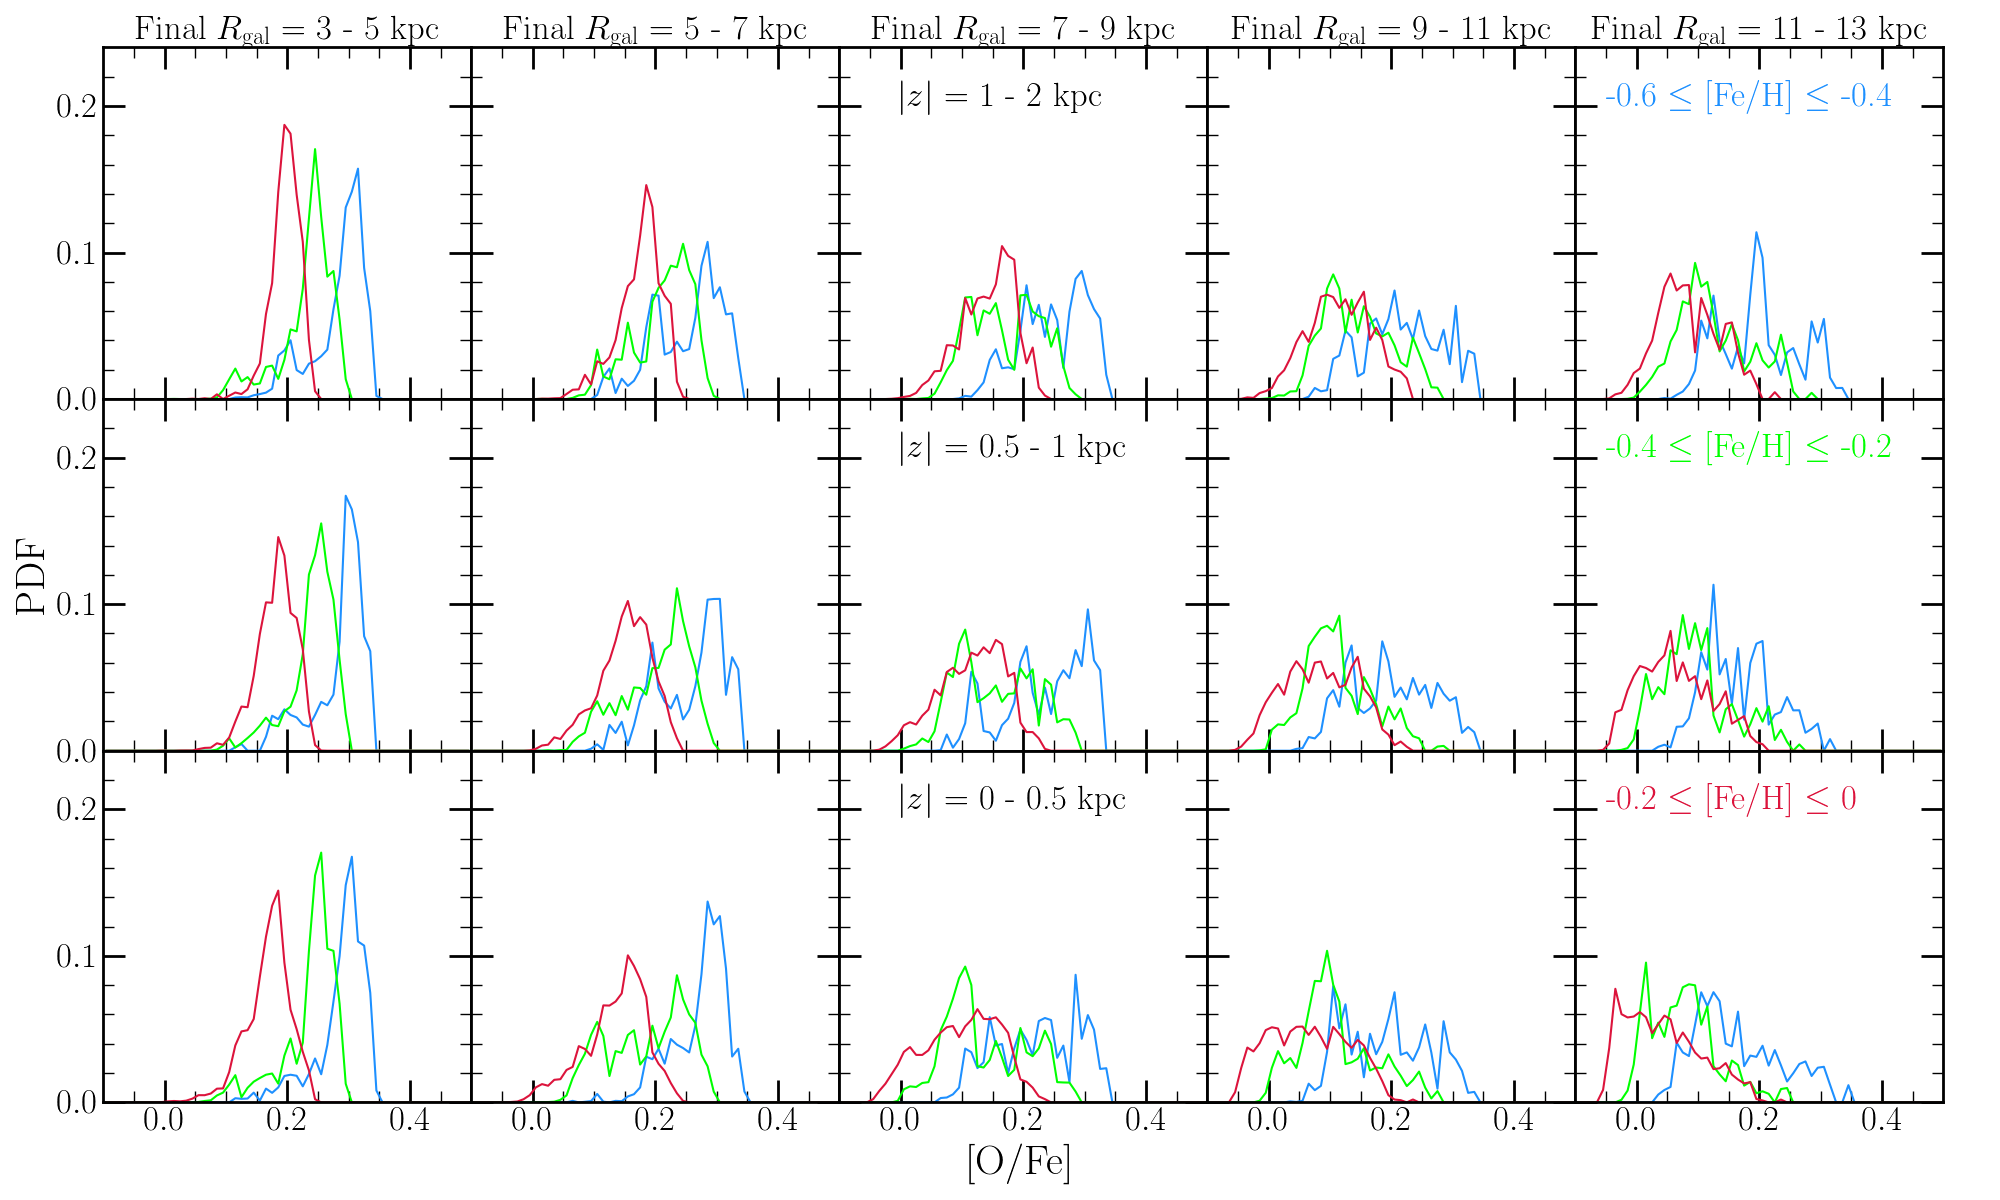 Final R_gal = 3 - 5 kpc
Final R_gal = 5 - 7 kpc
Final R_gal = 7 - 9 kpc
Final R_gal = 9 - 11 kpc
Final R_gal = 11 - 13 kpc
|z| = 1 - 2 kpc
-0.6 ≤ [Fe/H] ≤ -0.4
0.2
0.1
0.0
|z| = 0.5 - 1 kpc
-0.4 ≤ [Fe/H] ≤ -0.2
0.2
0.1
0.0
PDF
|z| = 0 - 0.5 kpc
-0.2 ≤ [Fe/H] ≤ 0
0.2
0.1
0.0
0.0 0.2 0.4
0.0 0.2 0.4
0.0 0.2 0.4
0.0 0.2 0.4
0.0 0.2 0.4
[O/Fe]